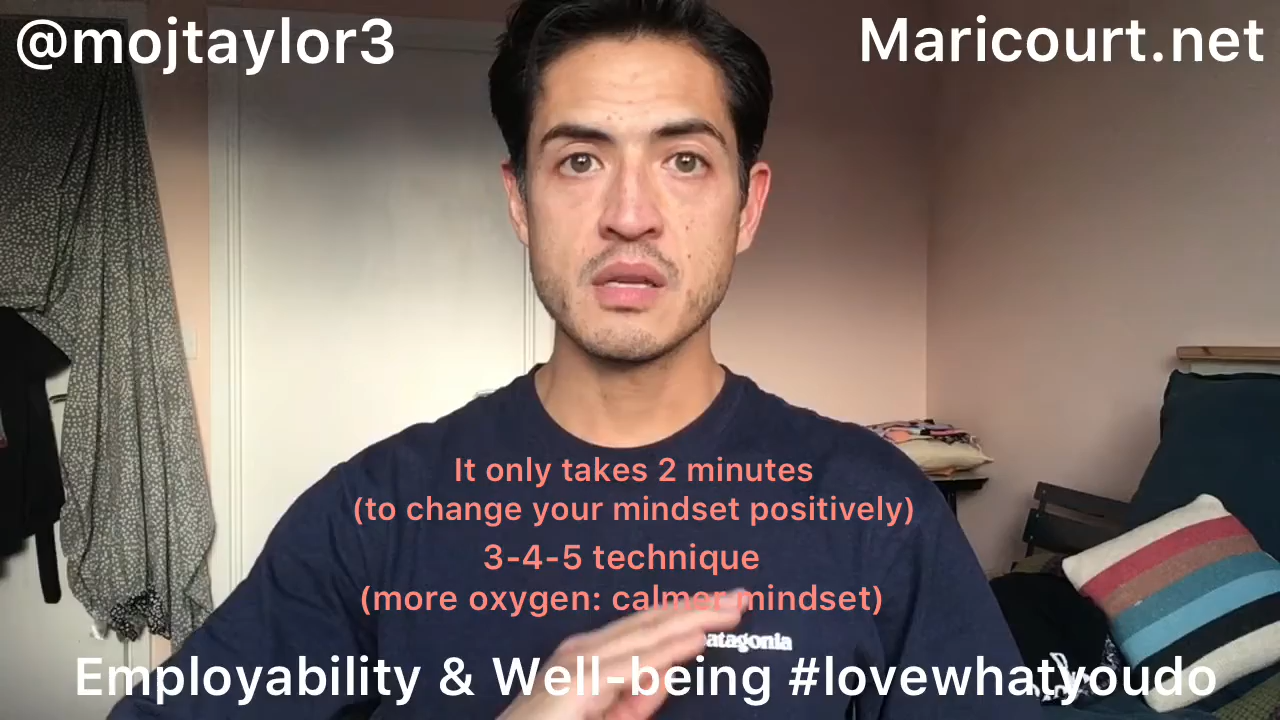 @mojtaylor3
Maricourt.net
It only takes 2 minutes
(to change your mindset positively)
3-4-5 technique
(more oxygen: calmer mindset)
patagonia
Employability & Well-being #lovewhatyoudo